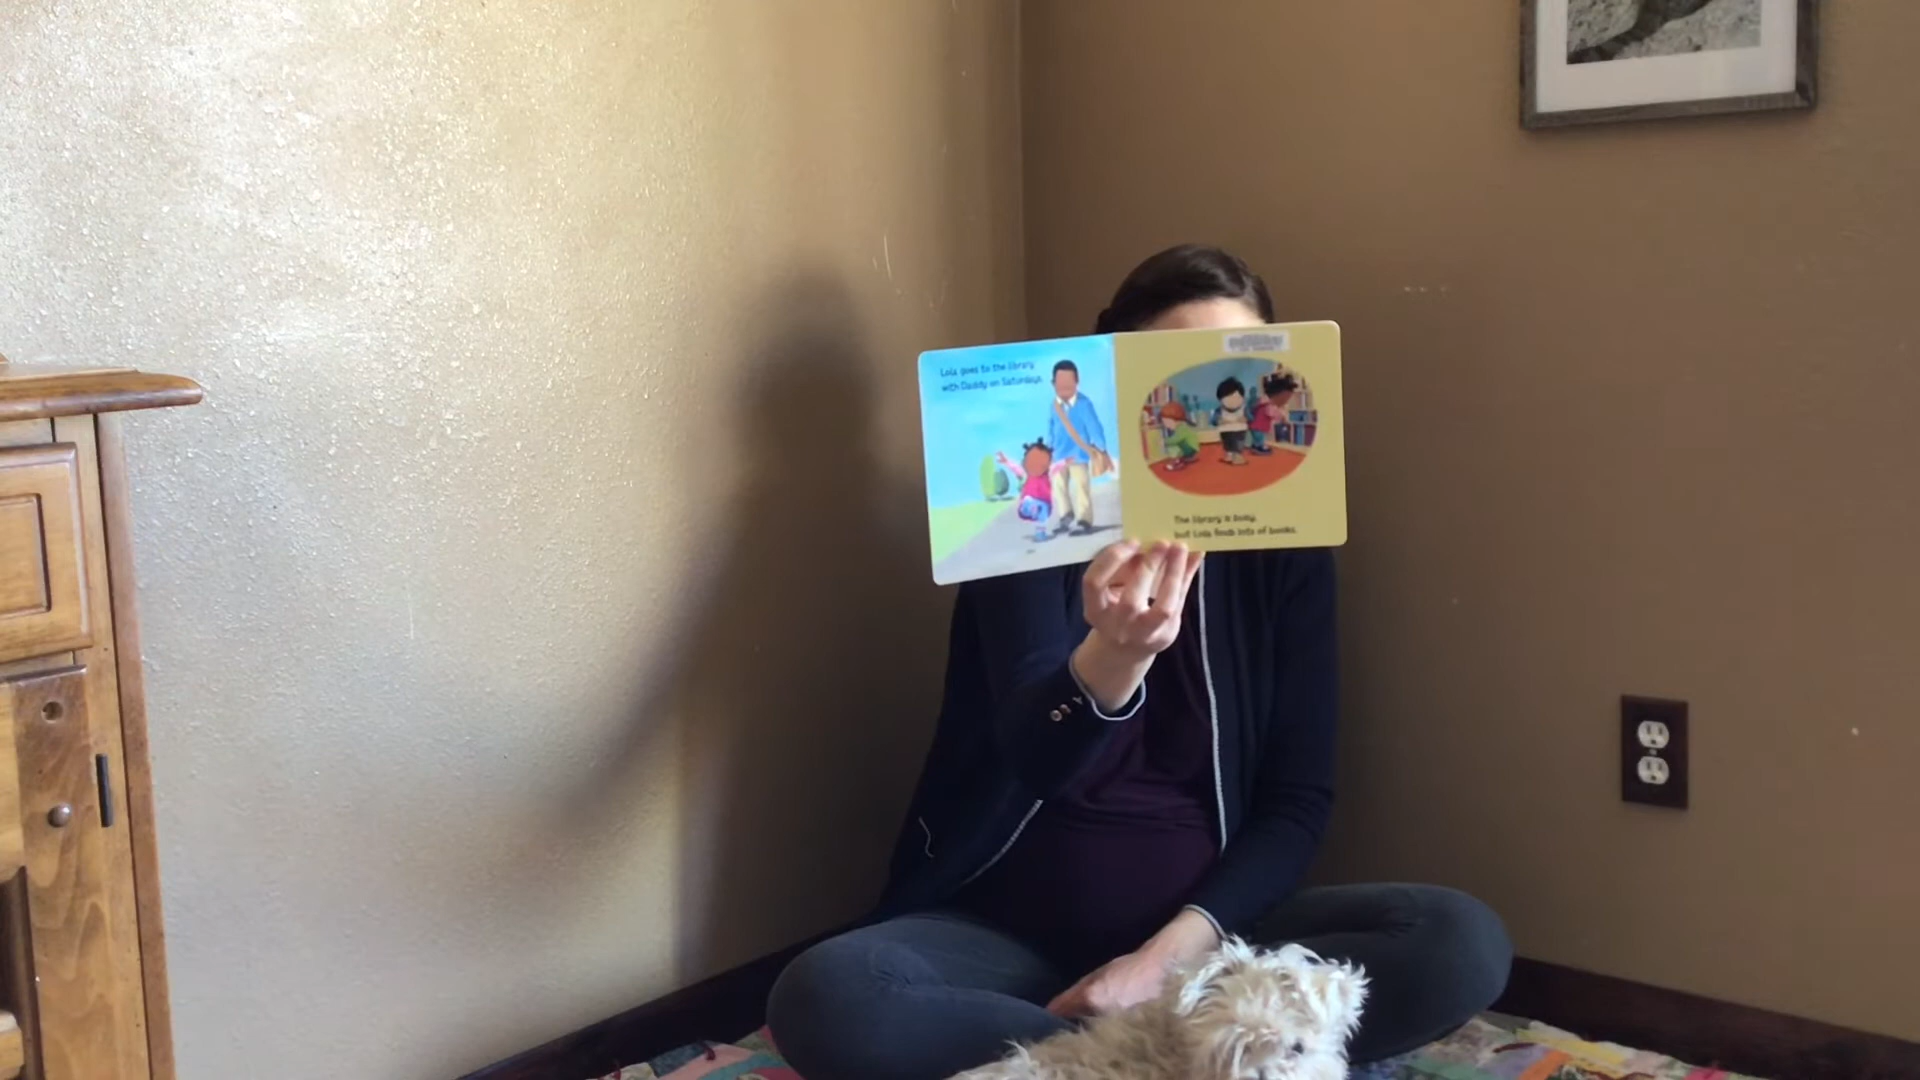 Lola goes to the library
with Daddy on Saturdays.
The library is busy,
but Lola finds lots of books.